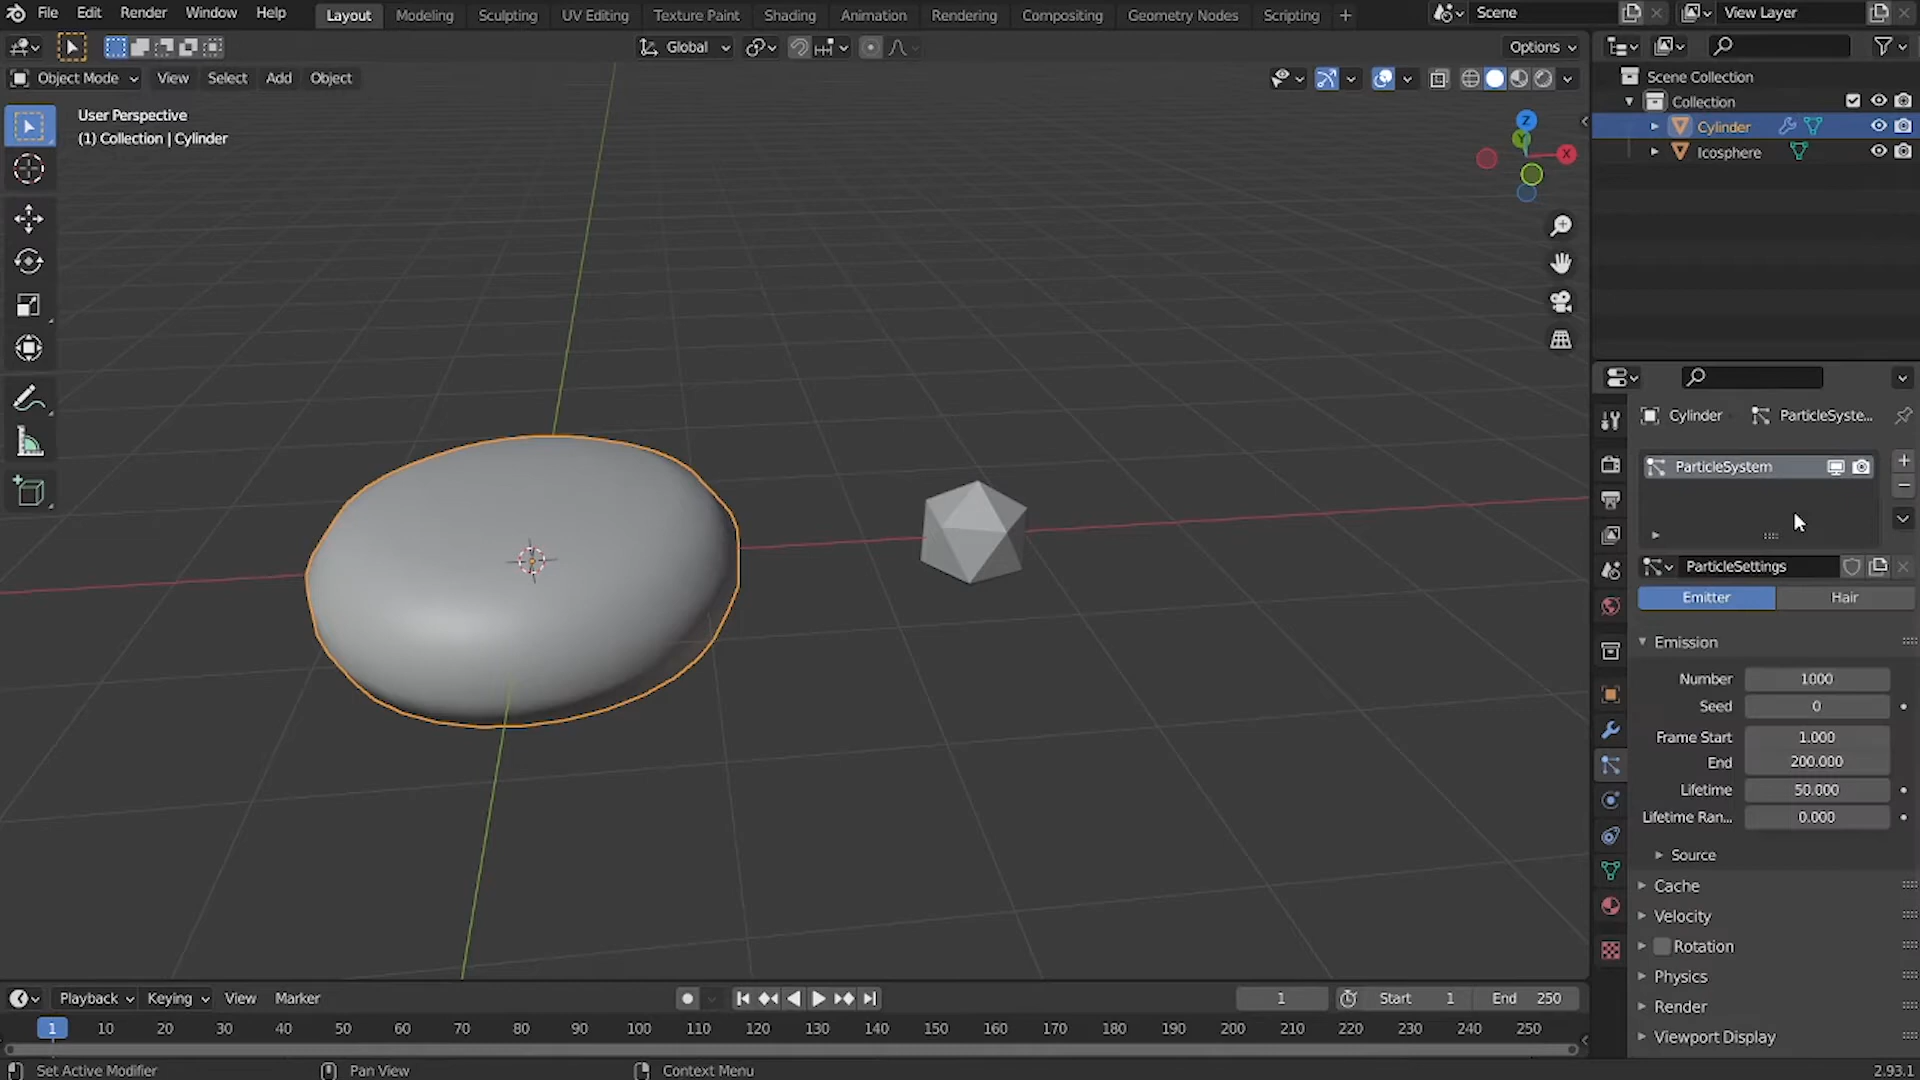 File Edit Render Window Help Layout Modeling Sculpting UV Editing Texture Paint Shading Animation Rendering Compositing Geometry Nodes Scripting + Scene View Layer
Global Options
Object Mode View Select Add Object
User Perspective
(1) Collection | Cylinder
Z
Y
X
Scene Collection
Collection
Cylinder
Icosphere
Cylinder ParticleSyste...
ParticleSystem
ParticleSettings
Emitter Hair
Emission
Number 1000
Seed 0
Frame Start 1.000
End 200.000
Lifetime 50.000
Lifetime Ran... 0.000
Source
Cache
Velocity
Rotation
Physics
Render
Viewport Display
Playback Keying View Marker 1 Start 1 End 250
1 10 20 30 40 50 60 70 80 90 100 110 120 130 140 150 160 170 180 190 200 210 220 230 240 250
Set Active Modifier Pan View Context Menu 2.93.1